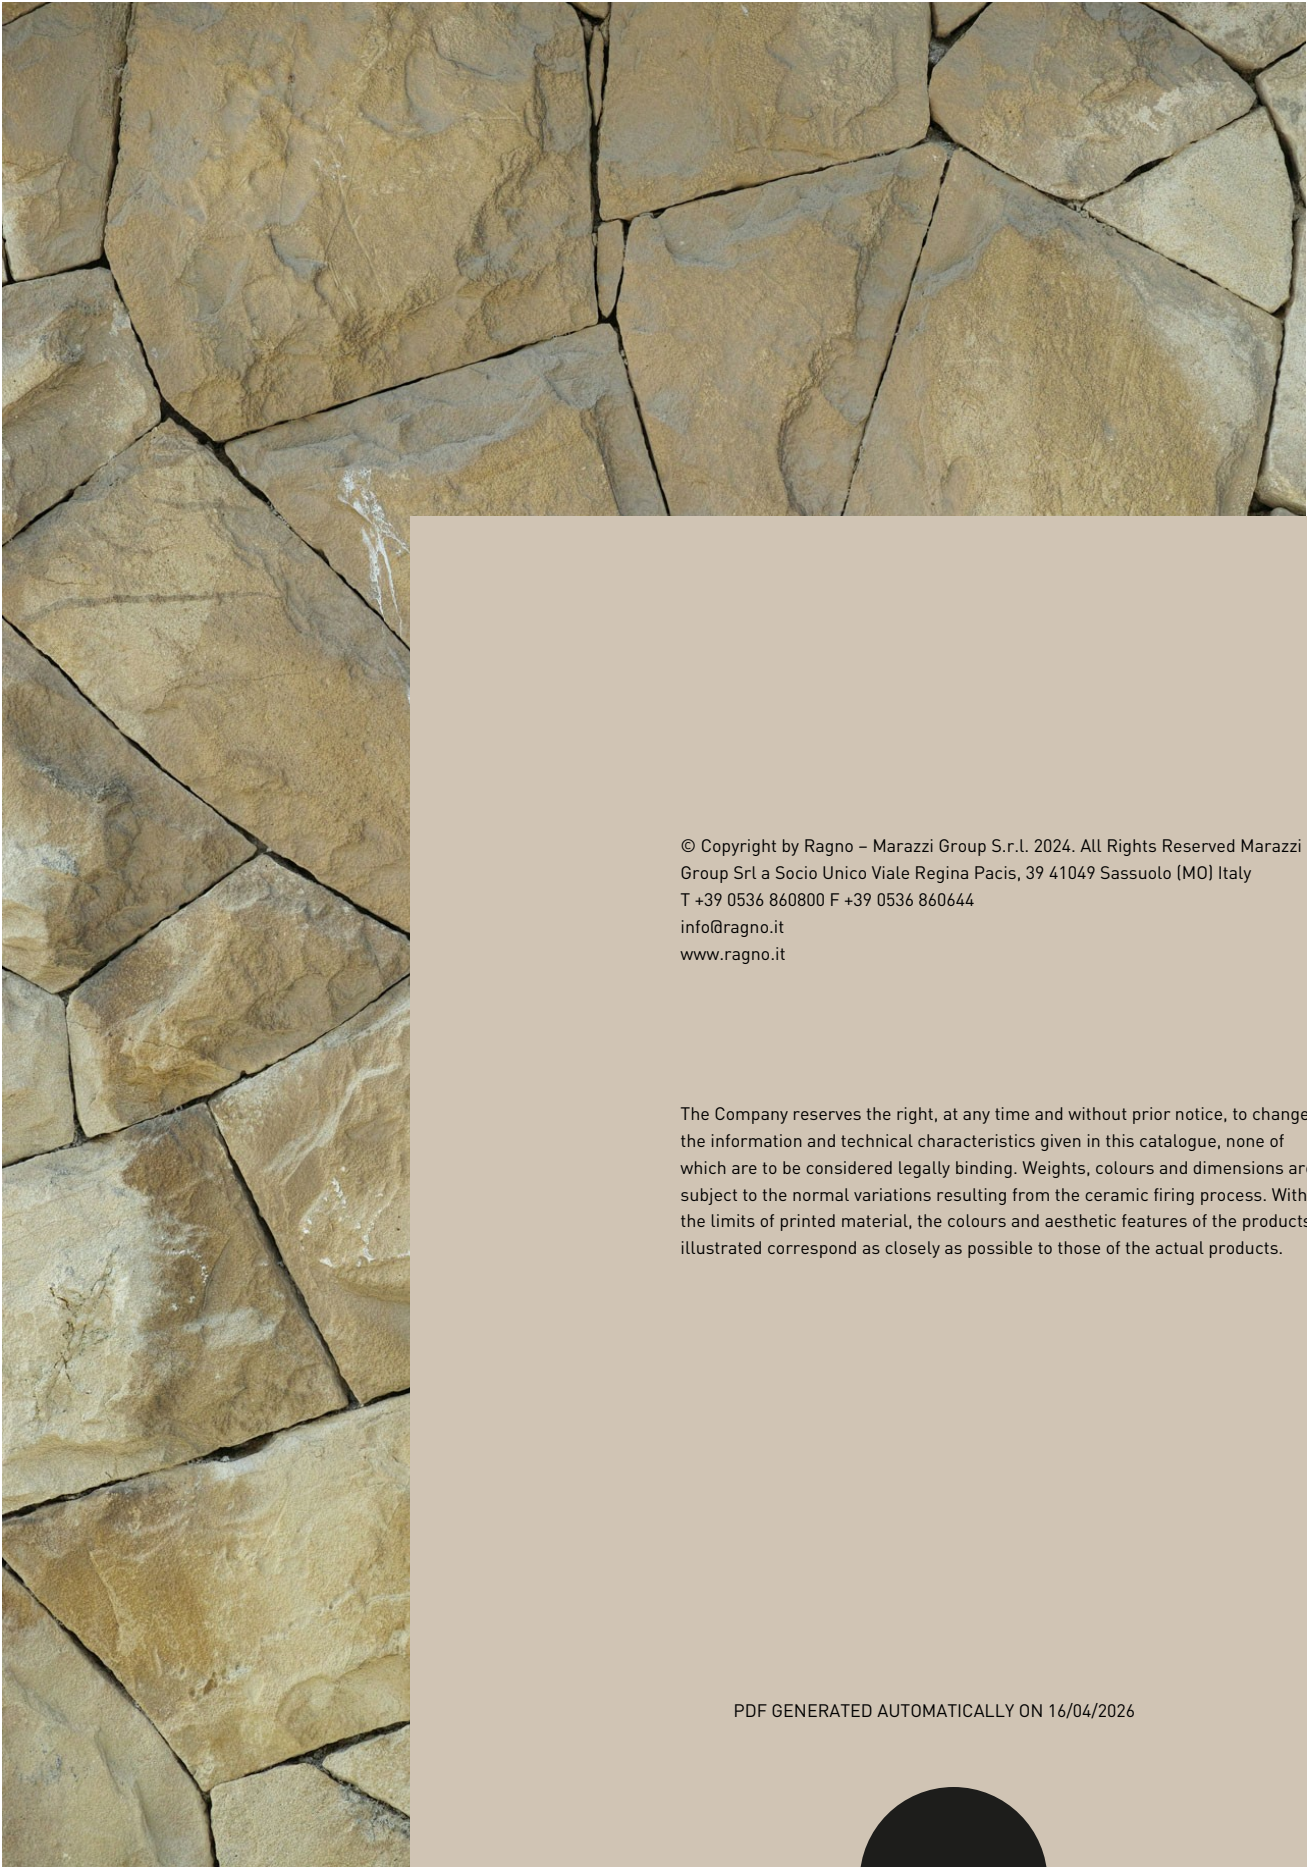 © Copyright by Ragno – Marazzi Group S.r.l. 2024. All Rights Reserved Marazzi
Group Srl a Socio Unico Viale Regina Pacis, 39 41049 Sassuolo (MO) Italy
T +39 0536 860800 F +39 0536 860644
info@ragno.it
www.ragno.it
The Company reserves the right, at any time and without prior notice, to change
the information and technical characteristics given in this catalogue, none of
which are to be considered legally binding. Weights, colours and dimensions are
subject to the normal variations resulting from the ceramic firing process. With
the limits of printed material, the colours and aesthetic features of the products
illustrated correspond as closely as possible to those of the actual products.
PDF GENERATED AUTOMATICALLY ON 16/04/2026